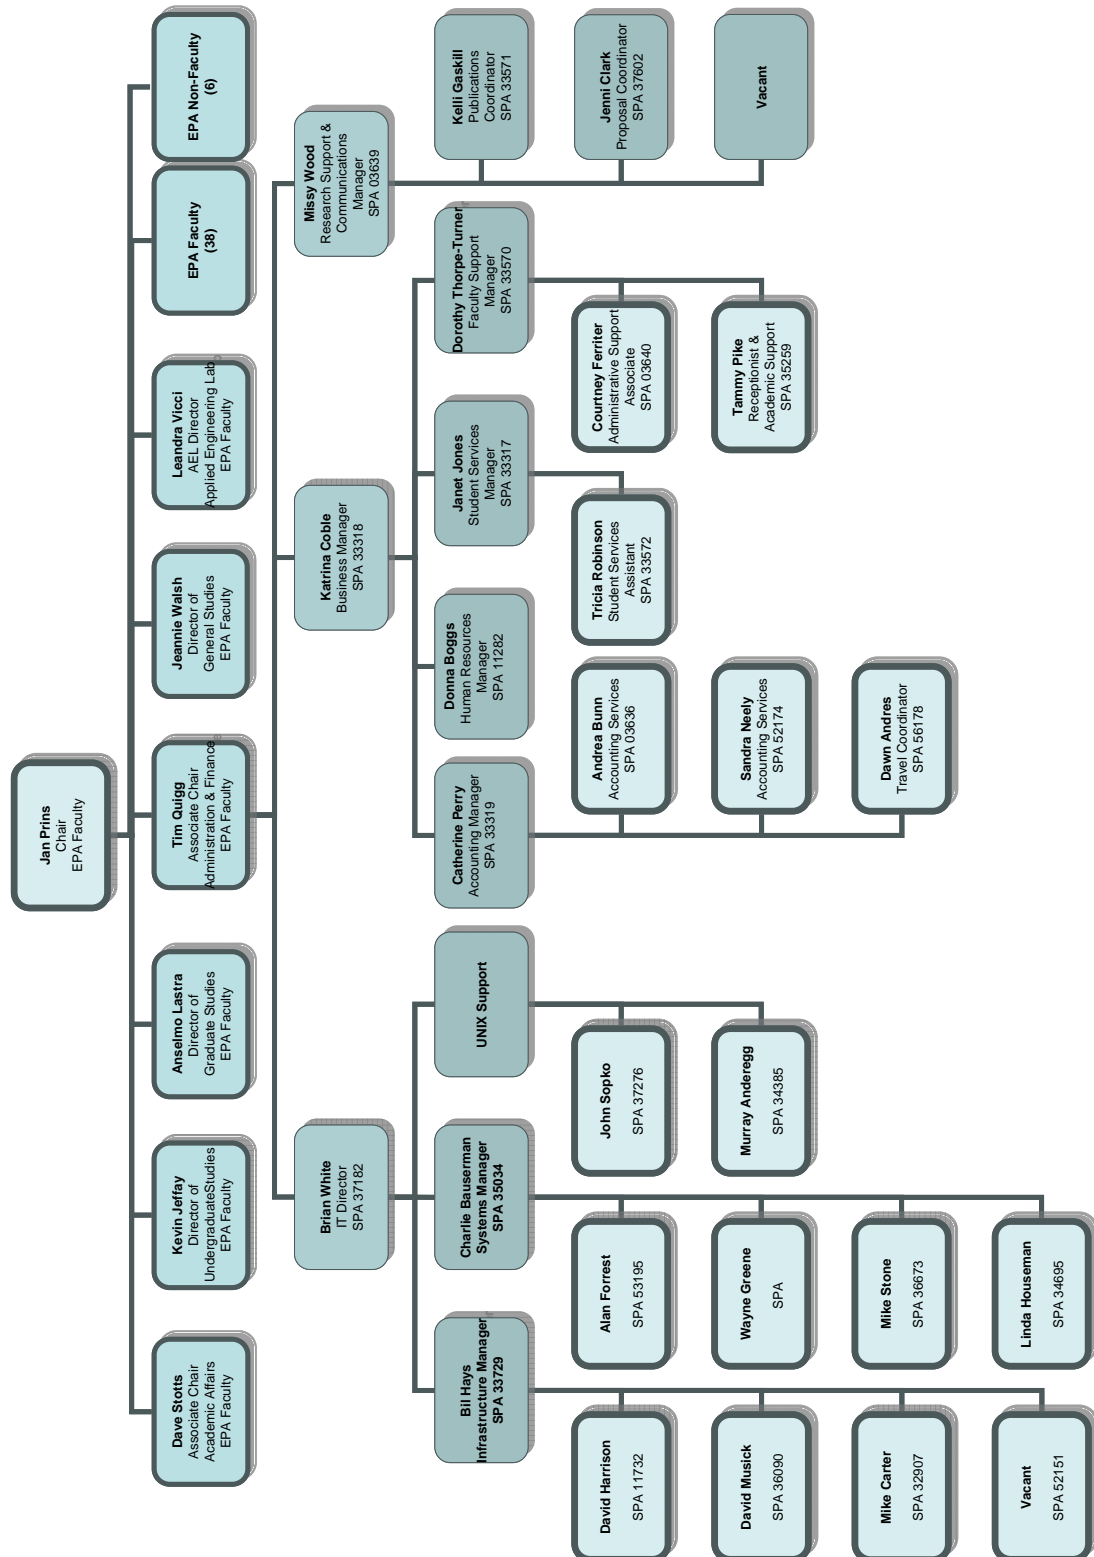 Jan Prins
Chair
EPA Faculty
Dave Stotts
Associate Chair
Academic Affairs
EPA Faculty
Kevin Jeffay
Director of
UndergraduateStudies
EPA Faculty
Anselmo Lastra
Director of
Graduate Studies
EPA Faculty
Tim Quigg
Associate Chair
Administration & Finance
EPA Faculty
Jeannie Walsh
Director of
General Studies
EPA Faculty
Leandra Vicci
AEL Director
Applied Engineering Lab
EPA Faculty
EPA Faculty
(38)
EPA Non-Faculty
(6)
Brian White
IT Director
SPA 37182
Katrina Coble
Business Manager
SPA 33318
Missy Wood
Research Support &
Communications
Manager
SPA 03639
Bil Hays
Infrastructure Manager
SPA 33729
Charlie Bauserman
Systems Manager
SPA 35034
UNIX Support
Catherine Perry
Accounting Manager
SPA 33319
Donna Boggs
Human Resources
Manager
SPA 11282
Janet Jones
Student Services
Manager
SPA 33317
Dorothy Thorpe-Turner
Faculty Support
Manager
SPA 33570
Kelli Gaskill
Publications
Coordinator
SPA 33571
David Harrison
SPA 11732
Alan Forrest
SPA 53195
John Sopko
SPA 37276
Andrea Bunn
Accounting Services
SPA 03636
Tricia Robinson
Student Services
Assistant
SPA 33572
Courtney Ferriter
Administrative Support
Associate
SPA 03640
Jenni Clark
Proposal Coordinator
SPA 37602
David Musick
SPA 36090
Wayne Greene
SPA
Murray Anderegg
SPA 34385
Sandra Neely
Accounting Services
SPA 52174
Tammy Pike
Receptionist &
Academic Support
SPA 35259
Vacant
Mike Carter
SPA 32907
Mike Stone
SPA 36673
Dawn Andres
Travel Coordinator
SPA 56178
Vacant
SPA 52151
Linda Houseman
SPA 34695